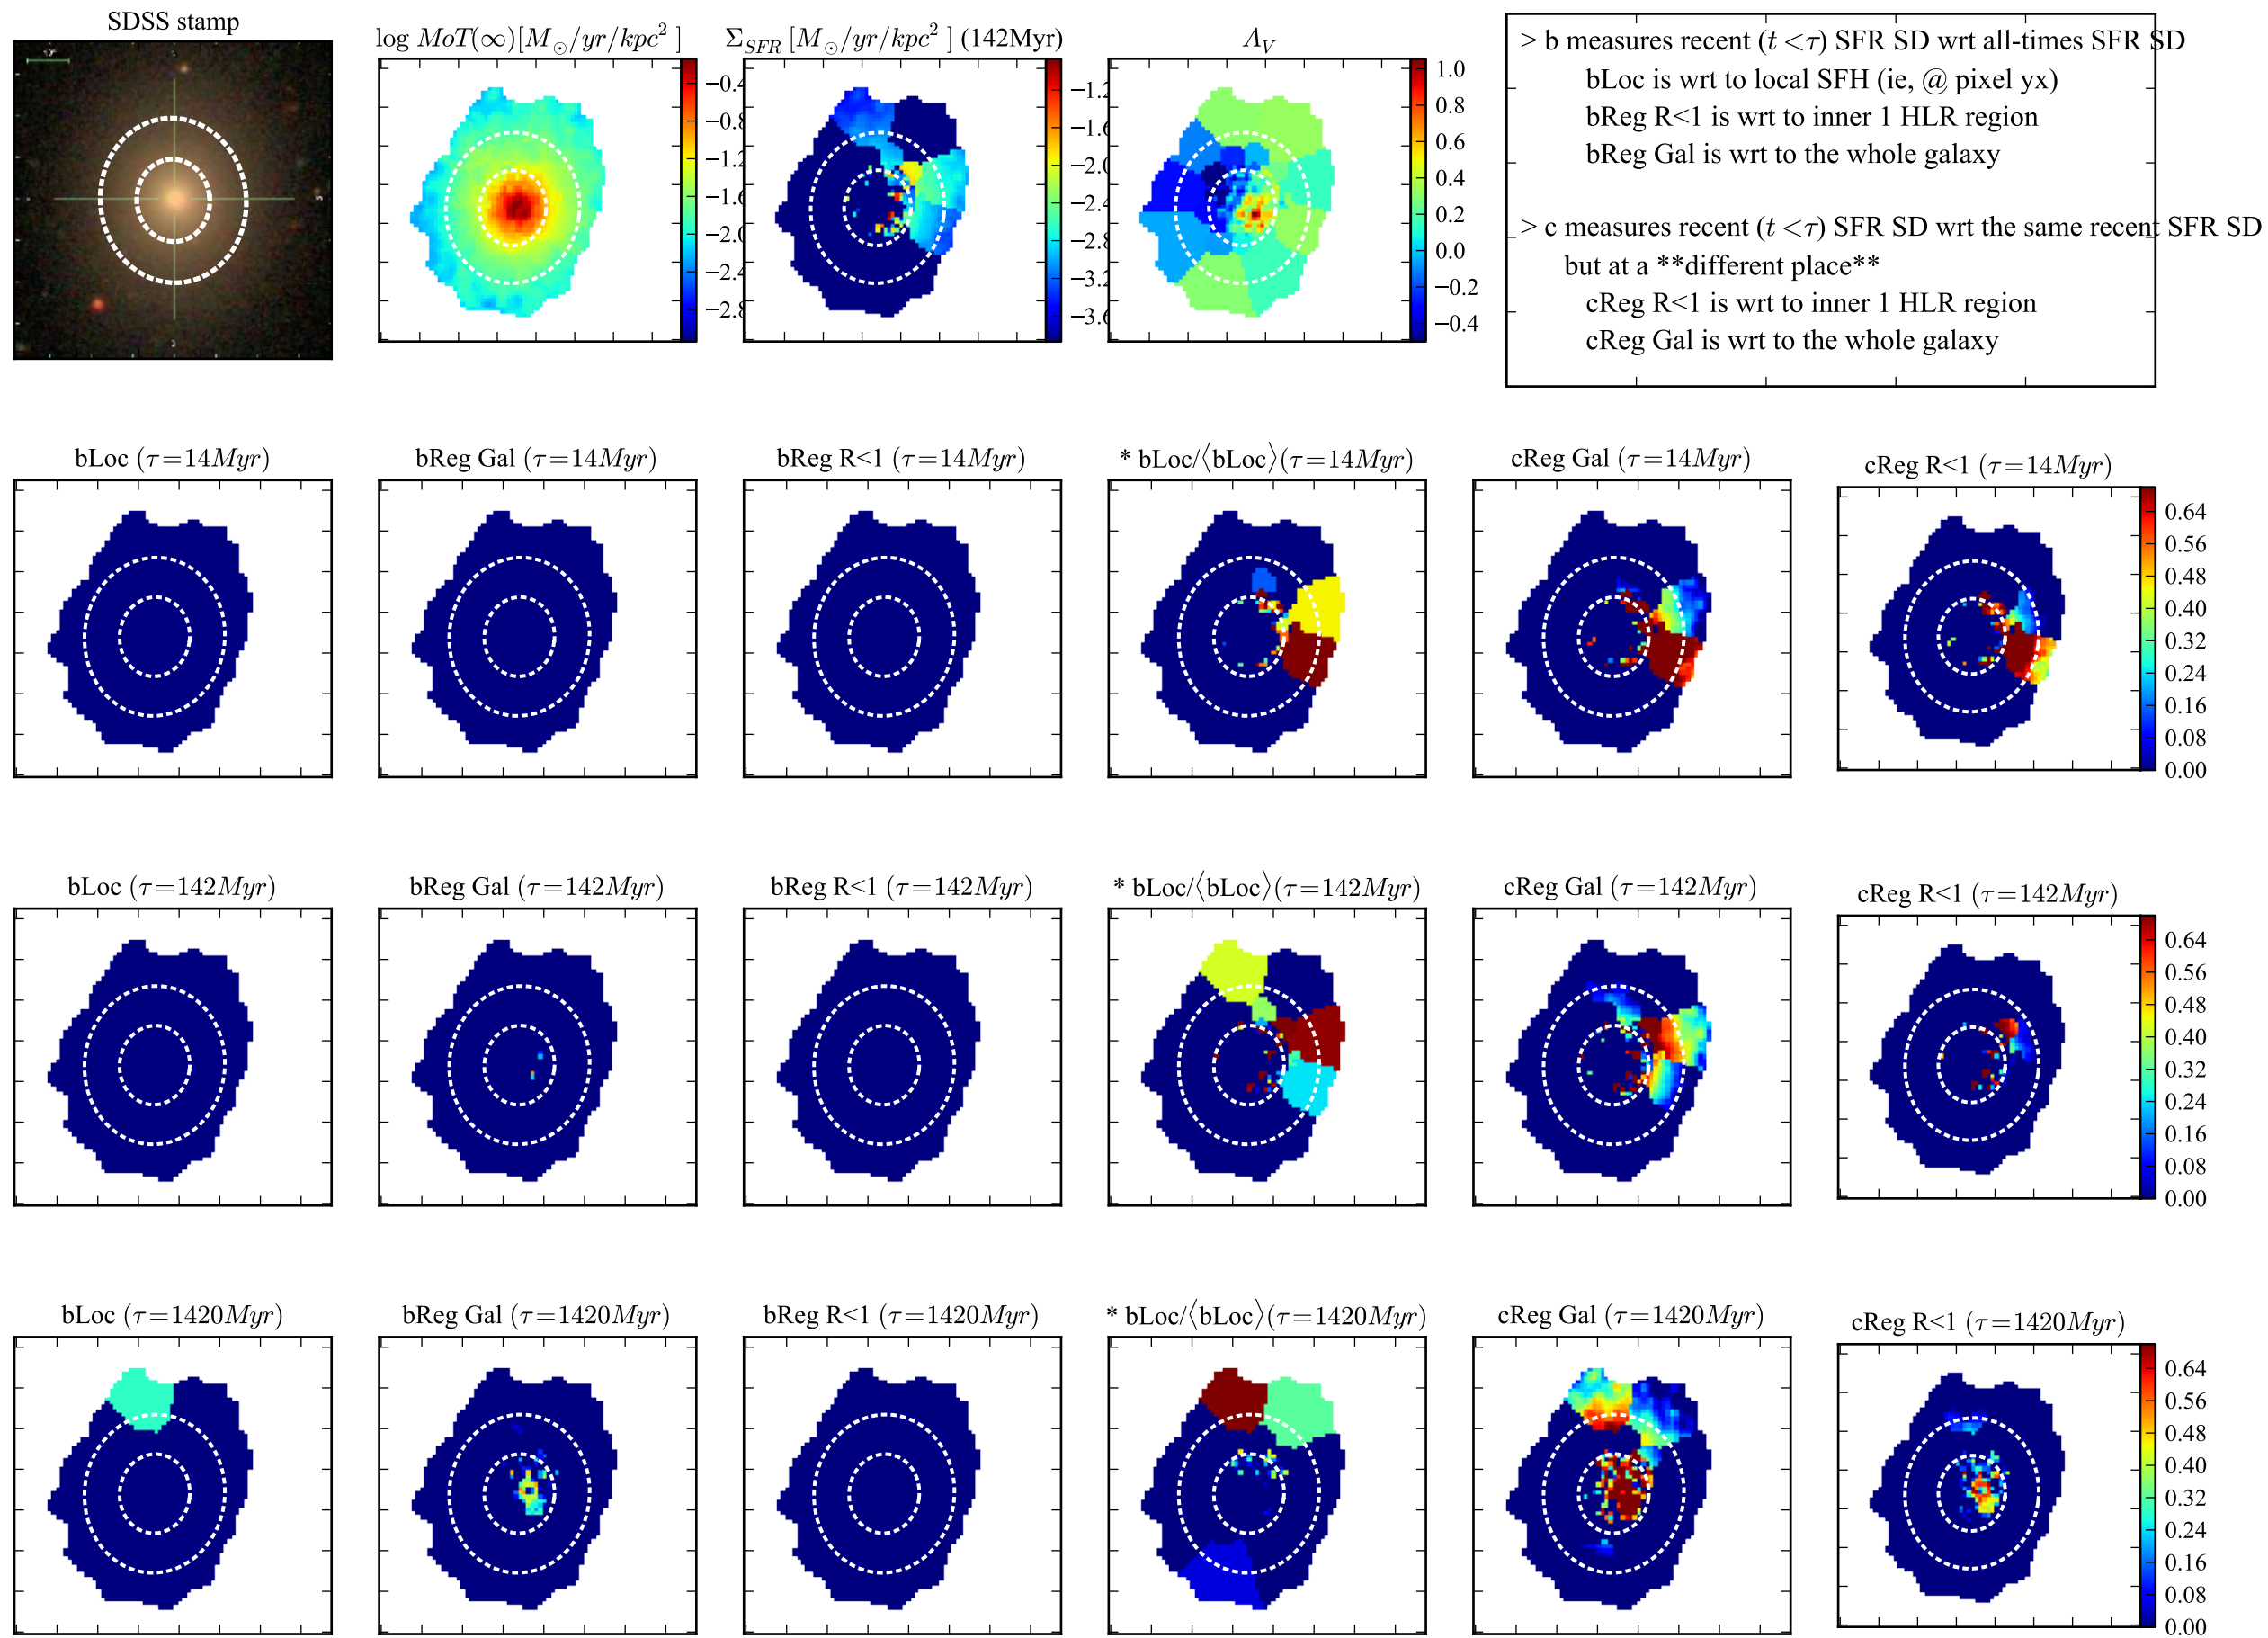 SDSS stamp
log MoT(∞)[M⊙/yr/kpc² ]
Σ_SFR [M⊙/yr/kpc² ] (142Myr)
A_V
−0.4
−0.8
−1.2
−1.6
−2.0
−2.4
−2.8
−1.2
−1.6
−2.0
−2.4
−2.8
−3.2
−3.6
1.0
0.8
0.6
0.4
0.2
0.0
−0.2
−0.4
> b measures recent (t <τ) SFR SD wrt all-times SFR SD
bLoc is wrt to local SFH (ie, @ pixel yx)
bReg R<1 is wrt to inner 1 HLR region
bReg Gal is wrt to the whole galaxy
> c measures recent (t <τ) SFR SD wrt the same recent SFR SD
but at a **different place**
cReg R<1 is wrt to inner 1 HLR region
cReg Gal is wrt to the whole galaxy
bLoc (τ=14Myr)
bReg Gal (τ=14Myr)
bReg R<1 (τ=14Myr)
* bLoc/⟨bLoc⟩(τ=14Myr)
cReg Gal (τ=14Myr)
cReg R<1 (τ=14Myr)
0.64
0.56
0.48
0.40
0.32
0.24
0.16
0.08
0.00
bLoc (τ=142Myr)
bReg Gal (τ=142Myr)
bReg R<1 (τ=142Myr)
* bLoc/⟨bLoc⟩(τ=142Myr)
cReg Gal (τ=142Myr)
cReg R<1 (τ=142Myr)
0.64
0.56
0.48
0.40
0.32
0.24
0.16
0.08
0.00
bLoc (τ=1420Myr)
bReg Gal (τ=1420Myr)
bReg R<1 (τ=1420Myr)
* bLoc/⟨bLoc⟩(τ=1420Myr)
cReg Gal (τ=1420Myr)
cReg R<1 (τ=1420Myr)
0.64
0.56
0.48
0.40
0.32
0.24
0.16
0.08
0.00